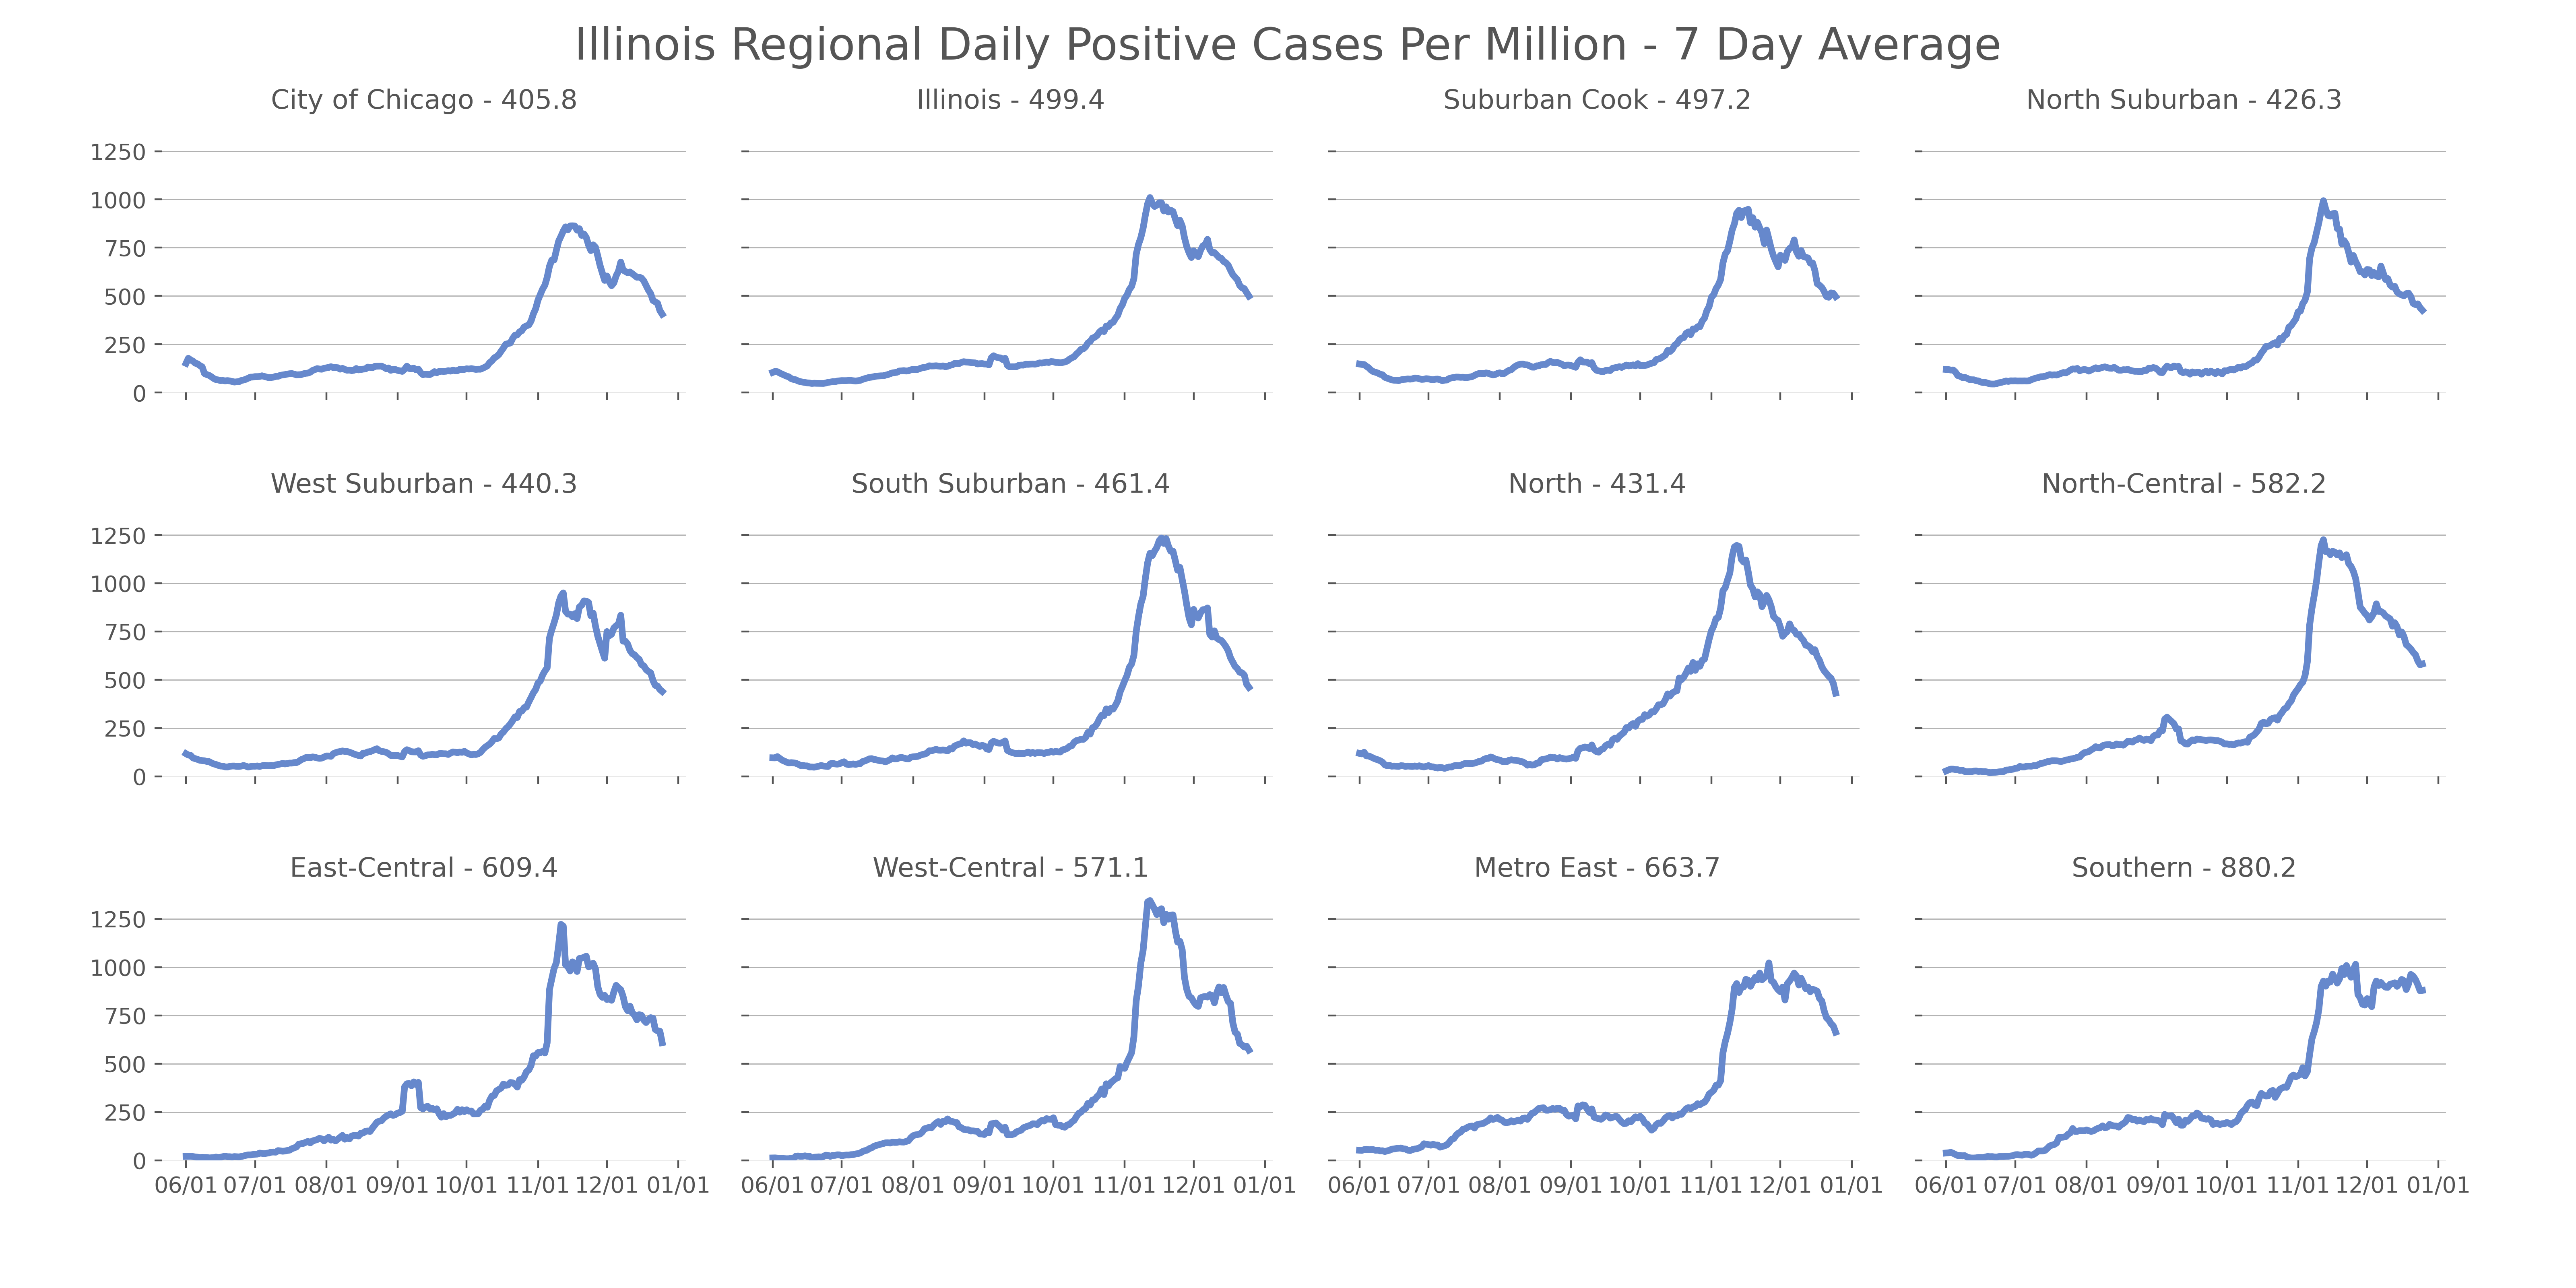 Illinois Regional Daily Positive Cases Per Million - 7 Day Average
City of Chicago - 405.8
Illinois - 499.4
Suburban Cook - 497.2
North Suburban - 426.3
1250
1000
750
500
250
0
West Suburban - 440.3
South Suburban - 461.4
North - 431.4
North-Central - 582.2
1250
1000
750
500
250
0
East-Central - 609.4
West-Central - 571.1
Metro East - 663.7
Southern - 880.2
1250
1000
750
500
250
0
06/01 07/01 08/01 09/01 10/01 11/01 12/01 01/01
06/01 07/01 08/01 09/01 10/01 11/01 12/01 01/01
06/01 07/01 08/01 09/01 10/01 11/01 12/01 01/01
06/01 07/01 08/01 09/01 10/01 11/01 12/01 01/01